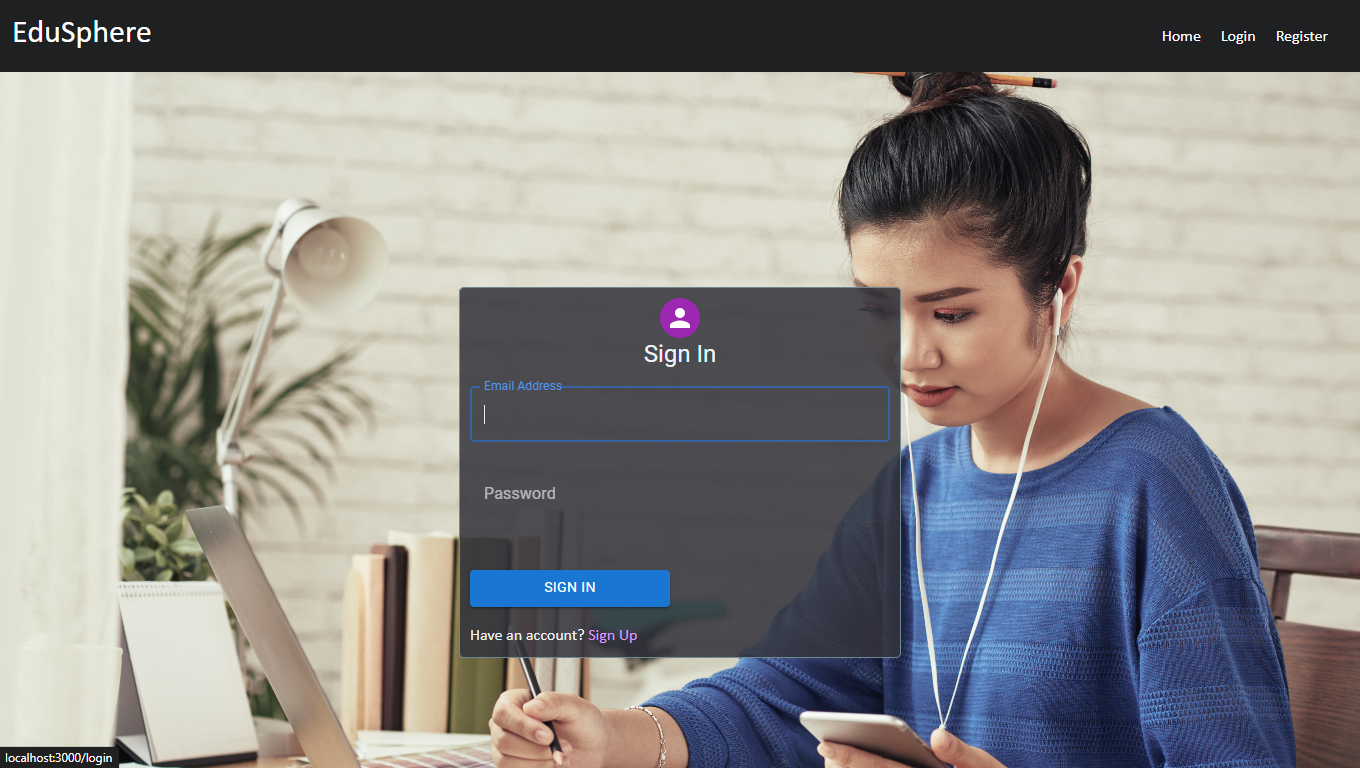 EduSphere
Home Login Register
Sign In
Email Address
Password
SIGN IN
Have an account? Sign Up
localhost:3000/login